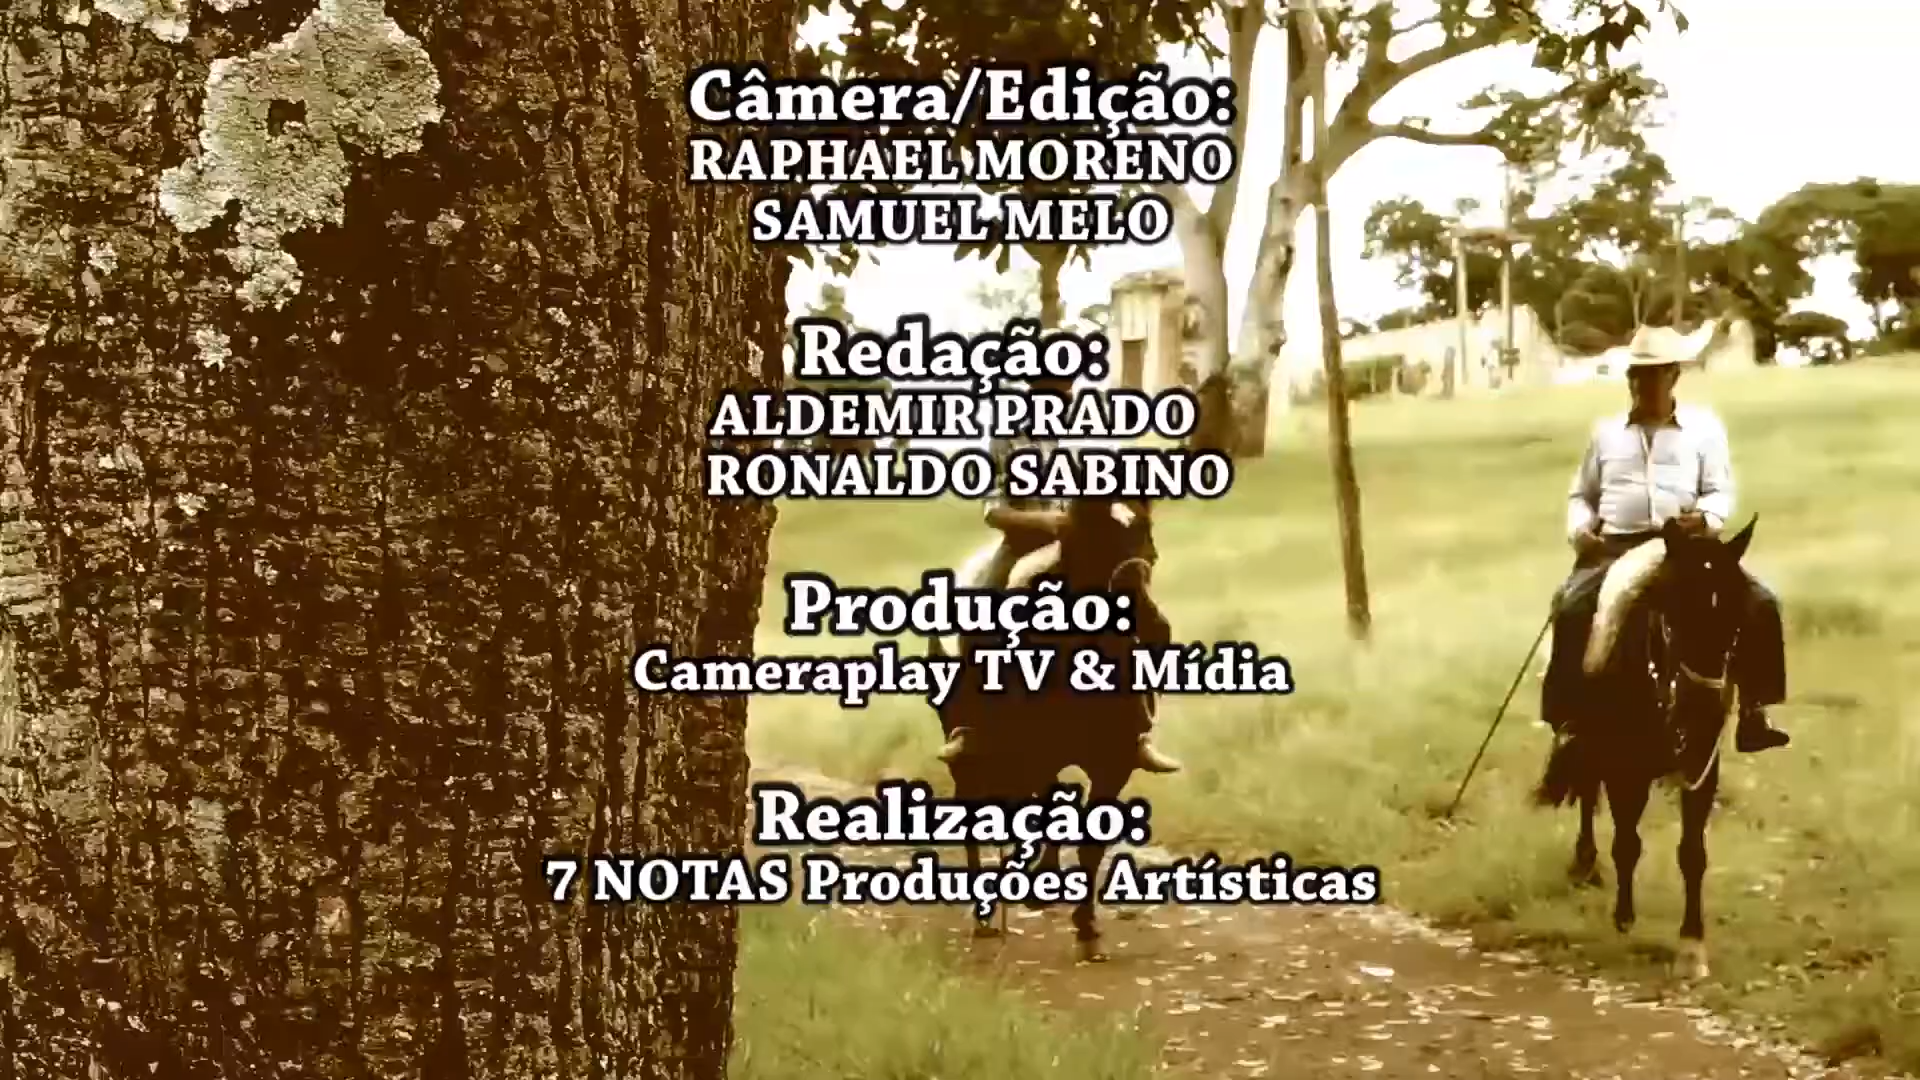 Câmera/Edição:
RAPHAEL MORENO
SAMUEL MELO
Redação:
ALDEMIR PRADO
RONALDO SABINO
Produção:
Cameraplay TV & Mídia
Realização:
7 NOTAS Produções Artísticas